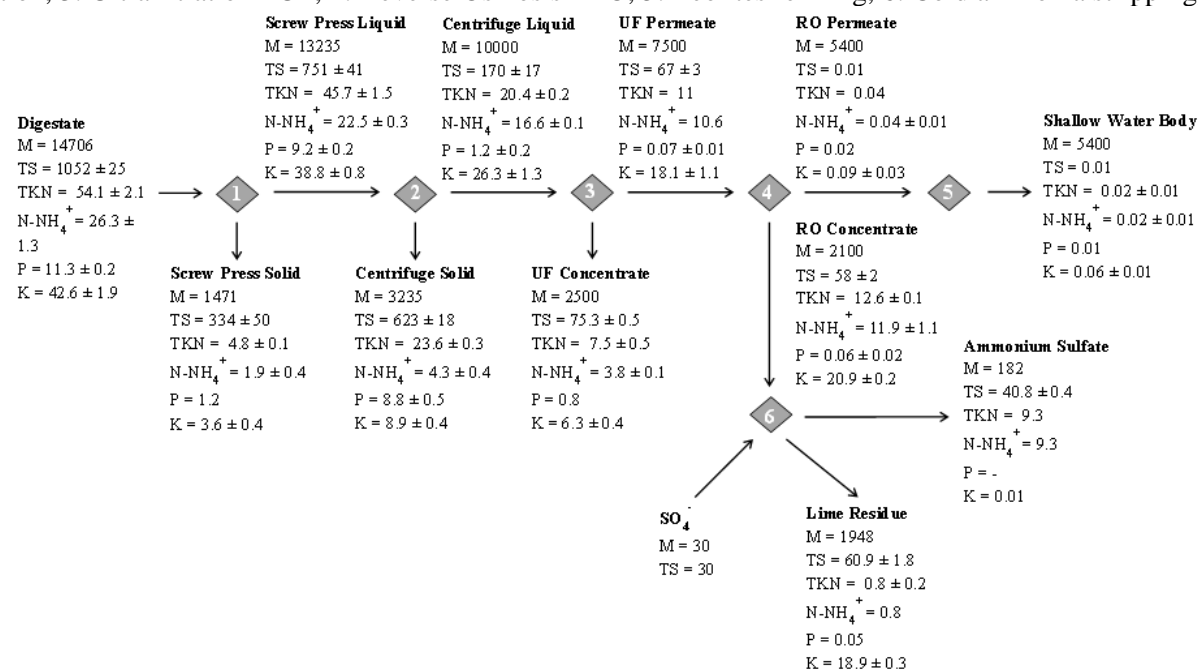 Screw Press Liquid
M = 13235
TS = 751 ± 41
TKN = 45.7 ± 1.5
N-NH4+ = 22.5 ± 0.3
P = 9.2 ± 0.2
K = 38.8 ± 0.8
Centrifuge Liquid
M = 10000
TS = 170 ± 17
TKN = 20.4 ± 0.2
N-NH4+ = 16.6 ± 0.1
P = 1.2 ± 0.2
K = 26.3 ± 1.3
UF Permeate
M = 7500
TS = 67 ± 3
TKN = 11
N-NH4+ = 10.6
P = 0.07 ± 0.01
K = 18.1 ± 1.1
RO Permeate
M = 5400
TS = 0.01
TKN = 0.04
N-NH4+ = 0.04 ± 0.01
P = 0.02
K = 0.09 ± 0.03
Digestate
M = 14706
TS = 1052 ± 25
TKN = 54.1 ± 2.1
N-NH4+ = 26.3 ±
1.3
P = 11.3 ± 0.2
K = 42.6 ± 1.9
Shallow Water Body
M = 5400
TS = 0.01
TKN = 0.02 ± 0.01
N-NH4+ = 0.02 ± 0.01
P = 0.01
K = 0.06 ± 0.01
1
2
3
4
5
Screw Press Solid
M = 1471
TS = 334 ± 50
TKN = 4.8 ± 0.1
N-NH4+ = 1.9 ± 0.4
P = 1.2
K = 3.6 ± 0.4
Centrifuge Solid
M = 3235
TS = 623 ± 18
TKN = 23.6 ± 0.3
N-NH4+ = 4.3 ± 0.4
P = 8.8 ± 0.5
K = 8.9 ± 0.4
UF Concentrate
M = 2500
TS = 75.3 ± 0.5
TKN = 7.5 ± 0.5
N-NH4+ = 3.8 ± 0.1
P = 0.8
K = 6.3 ± 0.4
RO Concentrate
M = 2100
TS = 58 ± 2
TKN = 12.6 ± 0.1
N-NH4+ = 11.9 ± 1.1
P = 0.06 ± 0.02
K = 20.9 ± 0.2
6
Ammonium Sulfate
M = 182
TS = 40.8 ± 0.4
TKN = 9.3
N-NH4+ = 9.3
P = -
K = 0.01
SO4-
M = 30
TS = 30
Lime Residue
M = 1948
TS = 60.9 ± 1.8
TKN = 0.8 ± 0.2
N-NH4+ = 0.8
P = 0.05
K = 18.9 ± 0.3